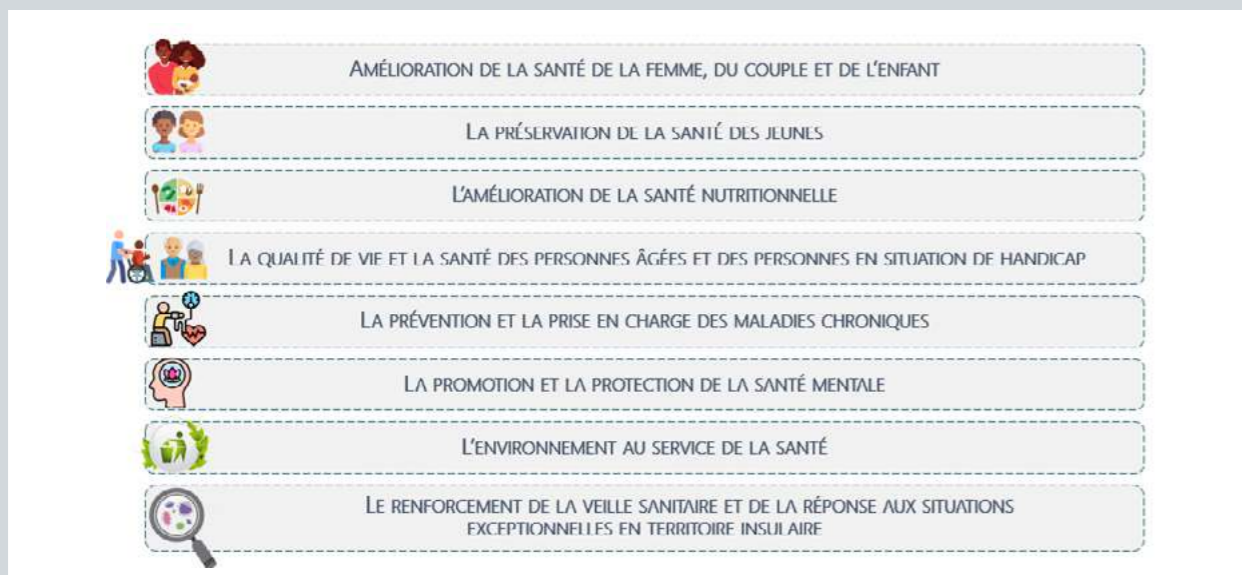 AMÉLIORATION DE LA SANTÉ DE LA FEMME, DU COUPLE ET DE L'ENFANT
LA PRÉSERVATION DE LA SANTÉ DES JEUNES
L'AMÉLIORATION DE LA SANTÉ NUTRITIONNELLE
LA QUALITÉ DE VIE ET LA SANTÉ DES PERSONNES ÂGÉES ET DES PERSONNES EN SITUATION DE HANDICAP
LA PRÉVENTION ET LA PRISE EN CHARGE DES MALADIES CHRONIQUES
LA PROMOTION ET LA PROTECTION DE LA SANTÉ MENTALE
L'ENVIRONNEMENT AU SERVICE DE LA SANTÉ
LE RENFORCEMENT DE LA VEILLE SANITAIRE ET DE LA RÉPONSE AUX SITUATIONS
EXCEPTIONNELLES EN TERRITOIRE INSULAIRE